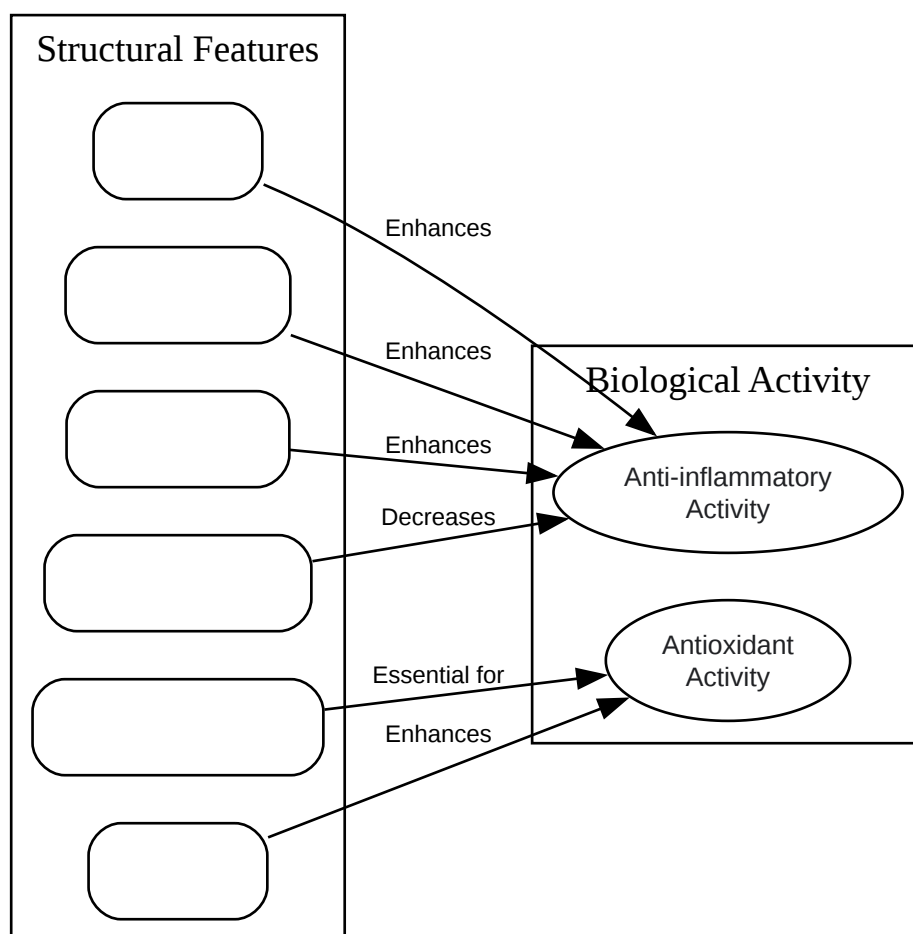 Structural Features
Enhances
Enhances
Biological Activity
Enhances
Anti-inflammatory
Activity
Decreases
Antioxidant
Activity
Essential for
Enhances